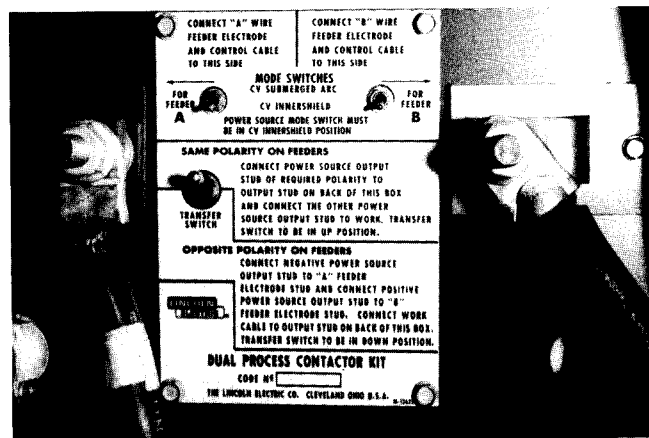 CONNECT "A" WIRE
FEEDER ELECTRODE
AND CONTROL CABLE
TO THIS SIDE
CONNECT "B" WIRE
FEEDER ELECTRODE
AND CONTROL CABLE
TO THIS SIDE
MODE SWITCHES
CV SUBMERGED ARC
FOR
FEEDER
A
CV INNERSHIELD
FOR
FEEDER
B
POWER SOURCE MODE SWITCH MUST
BE IN CV INNERSHIELD POSITION
SAME POLARITY ON FEEDERS
CONNECT POWER SOURCE OUTPUT
STUD OF REQUIRED POLARITY TO
OUTPUT STUD ON BACK OF THIS BOX
AND CONNECT THE OTHER POWER
SOURCE OUTPUT STUD TO WORK. TRANSFER
SWITCH TO BE IN UP POSITION.
TRANSFER
SWITCH
OPPOSITE POLARITY ON FEEDERS
CONNECT NEGATIVE POWER SOURCE
OUTPUT STUD TO "A" FEEDER
ELECTRODE STUD AND CONNECT POSITIVE
POWER SOURCE OUTPUT STUD TO "B"
FEEDER ELECTRODE STUD. CONNECT WORK
CABLE TO OUTPUT STUD ON BACK OF THIS BOX.
TRANSFER SWITCH TO BE IN DOWN POSITION.
LINCOLN
ELECTRIC
DUAL PROCESS CONTACTOR KIT
CODE Nº
THE LINCOLN ELECTRIC CO. CLEVELAND OHIO U.S.A.